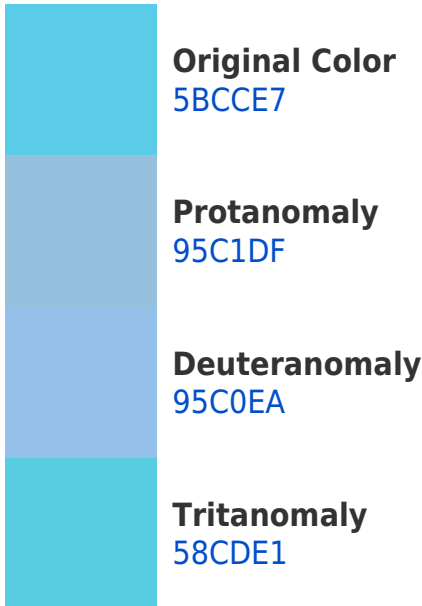 Original Color
5BCCE7
Protanomaly
95C1DF
Deuteranomaly
95C0EA
Tritanomaly
58CDE1